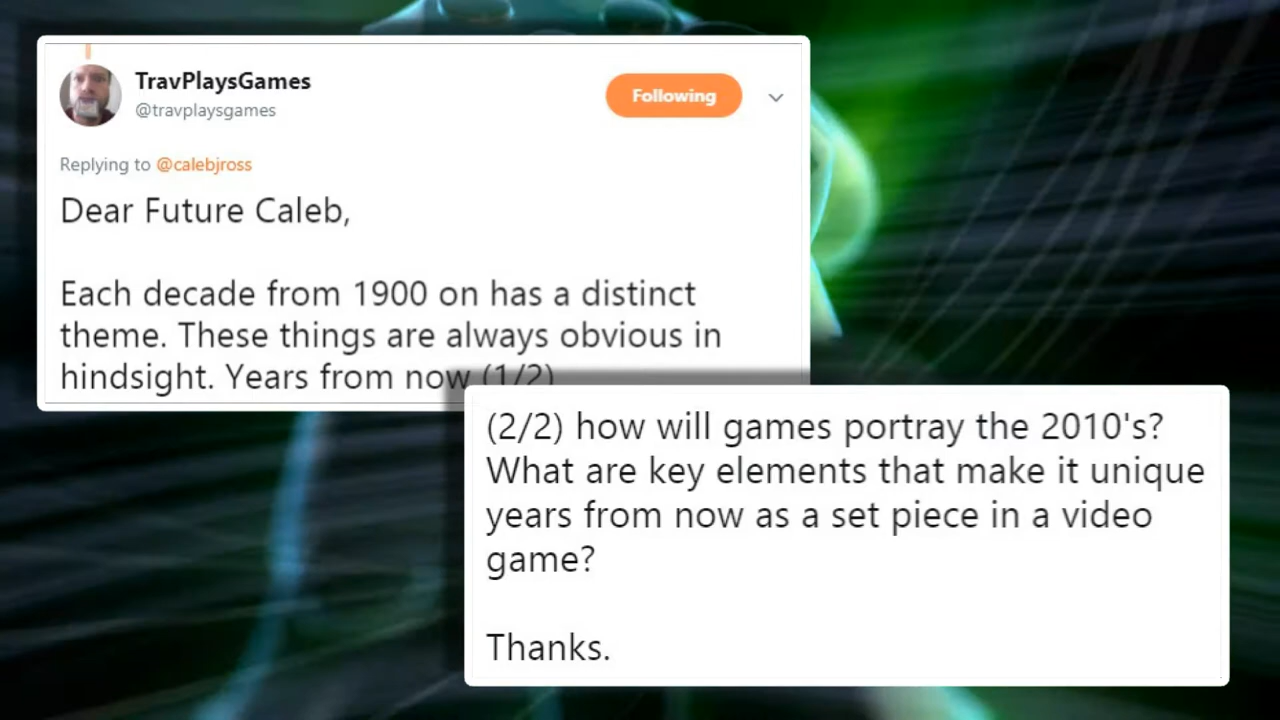 TravPlaysGames
@travplaysgames
Following
Replying to @calebjross
Dear Future Caleb,
Each decade from 1900 on has a distinct
theme. These things are always obvious in
hindsight. Years from now (1/2)
(2/2) how will games portray the 2010's?
What are key elements that make it unique
years from now as a set piece in a video
game?
Thanks.